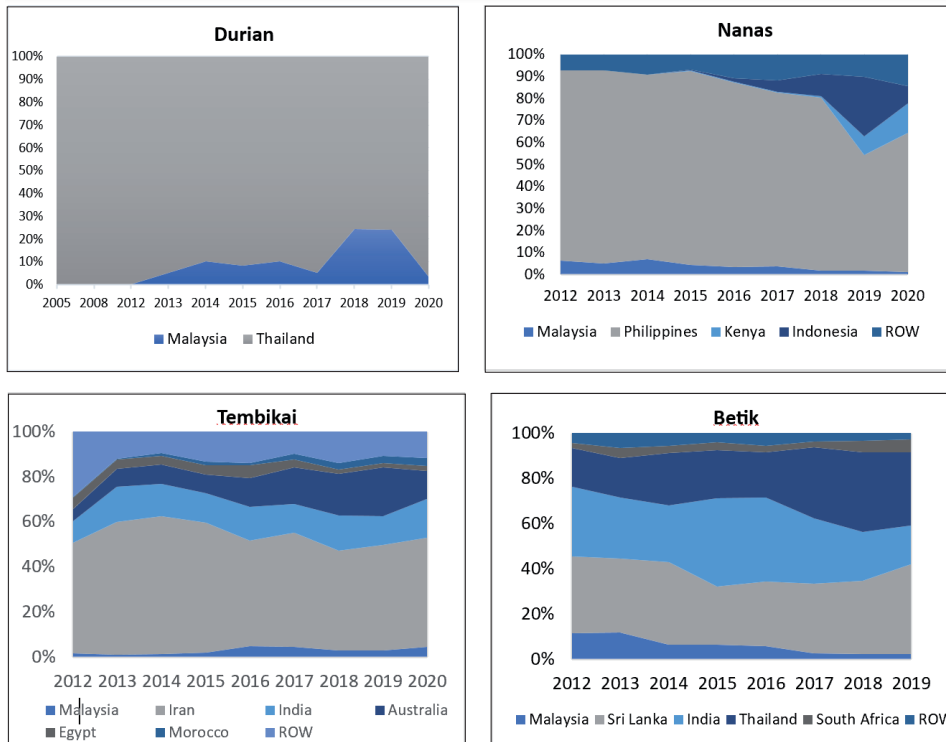 Durian
100%
90%
80%
70%
60%
50%
40%
30%
20%
10%
0%
2005 2008 2012 2013 2014 2015 2016 2017 2018 2019 2020
Malaysia Thailand
Nanas
100%
90%
80%
70%
60%
50%
40%
30%
20%
10%
0%
2012 2013 2014 2015 2016 2017 2018 2019 2020
Malaysia Philippines Kenya Indonesia ROW
Tembikai
100%
80%
60%
40%
20%
0%
2012 2013 2014 2015 2016 2017 2018 2019 2020
Malaysia Iran India Australia
Egypt Morocco ROW
Betik
100%
80%
60%
40%
20%
0%
2012 2013 2014 2015 2016 2017 2018 2019
Malaysia Sri Lanka India Thailand South Africa ROW